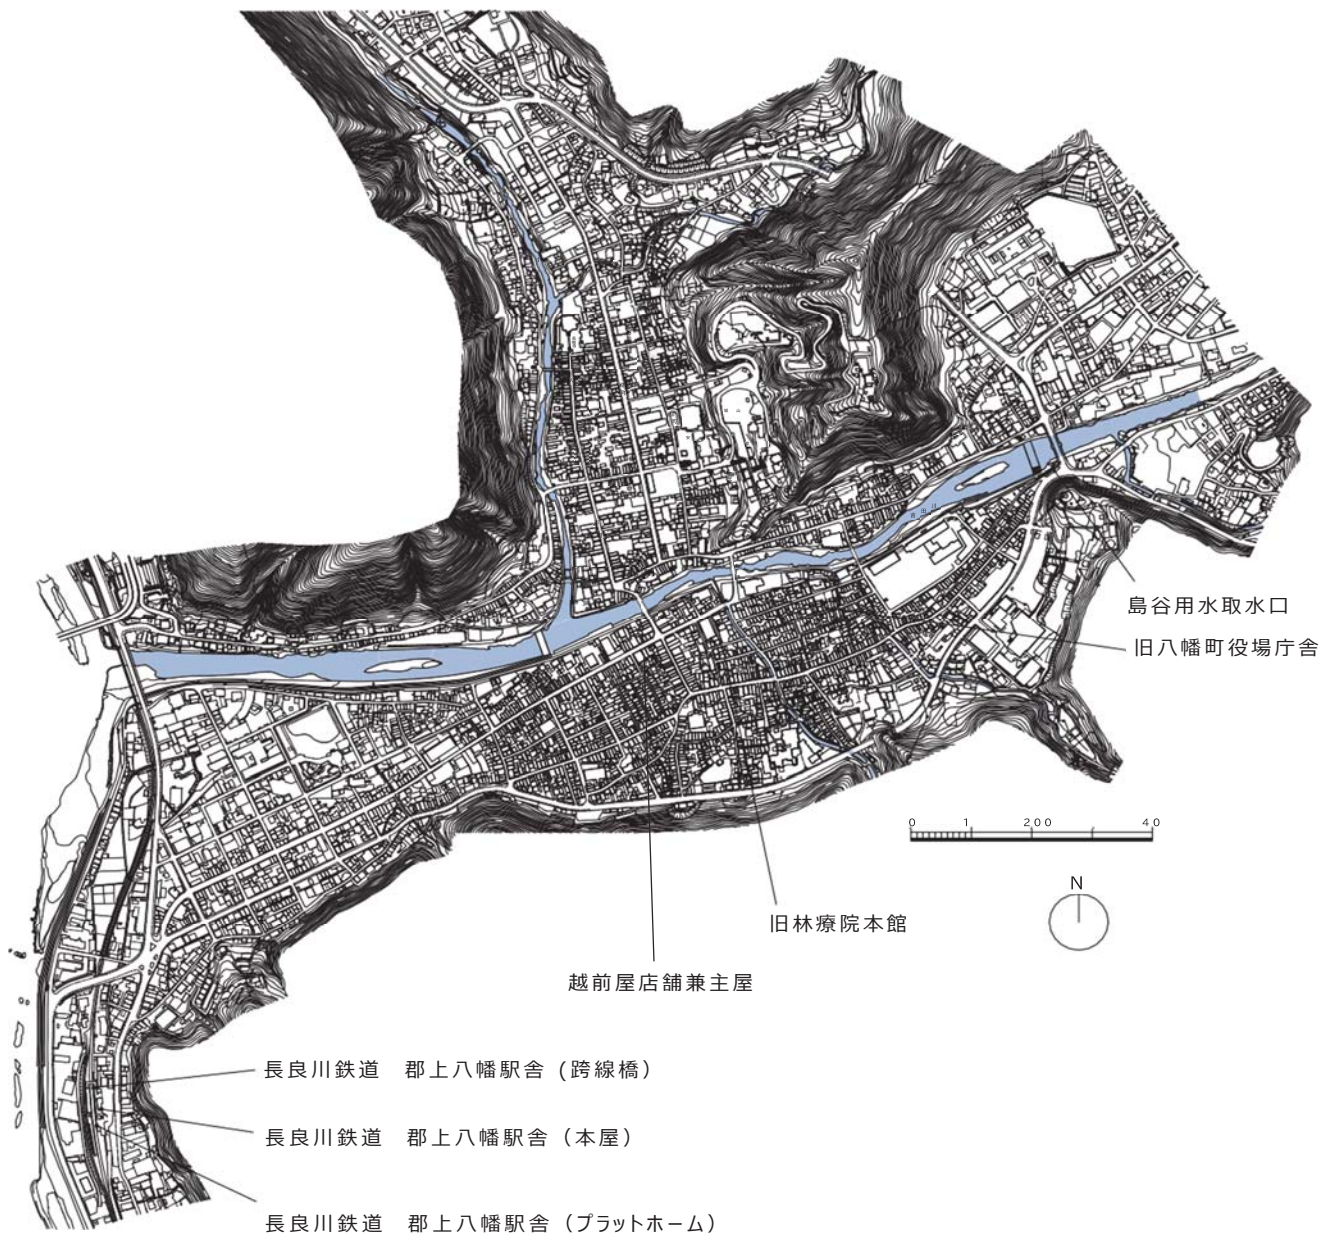 島谷用水取水口
旧八幡町役場庁舎
0 1 200 40
N
旧林療院本館
越前屋店舗兼主屋
長良川鉄道 郡上八幡駅舎 (跨線橋)
長良川鉄道 郡上八幡駅舎 (本屋)
長良川鉄道 郡上八幡駅舎 (プラットホーム)